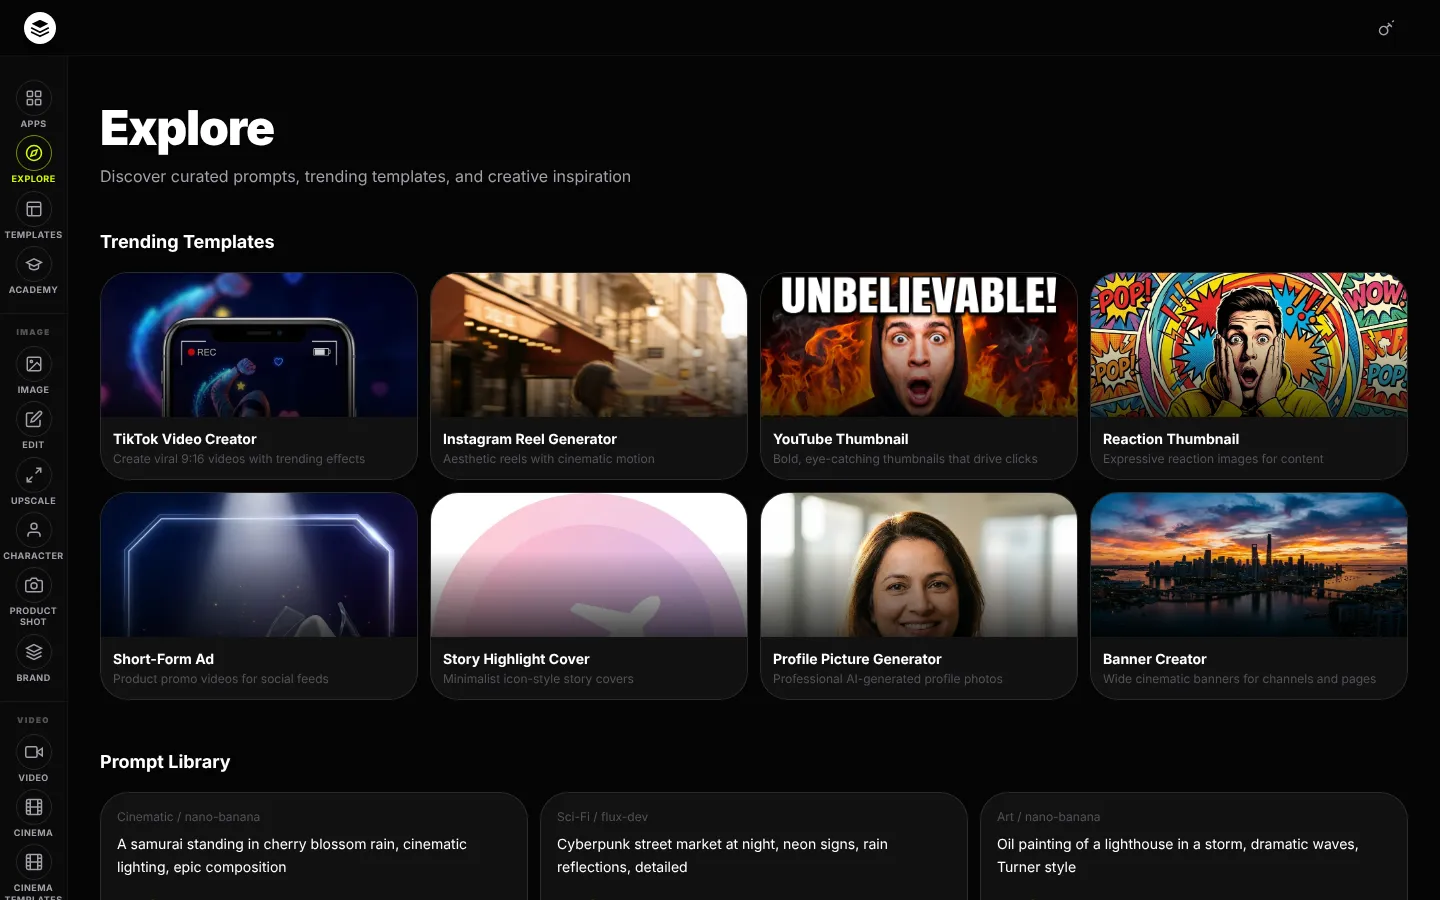 Explore
Discover curated prompts, trending templates, and creative inspiration
APPS
EXPLORE
TEMPLATES
ACADEMY
IMAGE
IMAGE
EDIT
UPSCALE
CHARACTER
PRODUCT
SHOT
BRAND
VIDEO
VIDEO
CINEMA
CINEMA
TEMPLATES
Trending Templates
REC
TikTok Video Creator
Create viral 9:16 videos with trending effects
Instagram Reel Generator
Aesthetic reels with cinematic motion
UNBELIEVABLE!
YouTube Thumbnail
Bold, eye-catching thumbnails that drive clicks
POP!
WOW!
POP!
POP!
Reaction Thumbnail
Expressive reaction images for content
Short-Form Ad
Product promo videos for social feeds
Story Highlight Cover
Minimalist icon-style story covers
Profile Picture Generator
Professional AI-generated profile photos
Banner Creator
Wide cinematic banners for channels and pages
Prompt Library
Cinematic / nano-banana
A samurai standing in cherry blossom rain, cinematic
lighting, epic composition
Sci-Fi / flux-dev
Cyberpunk street market at night, neon signs, rain
reflections, detailed
Art / nano-banana
Oil painting of a lighthouse in a storm, dramatic waves,
Turner style